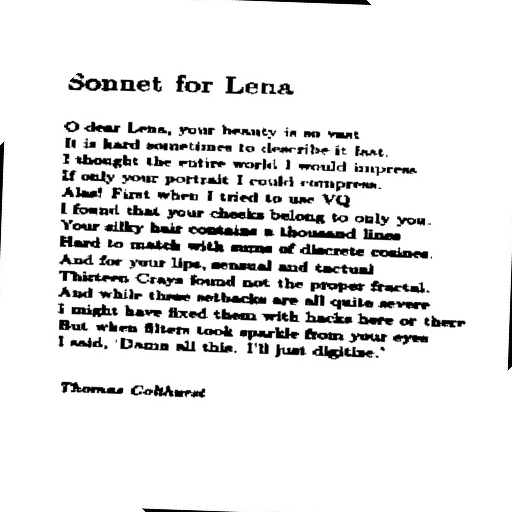 Sonnet for Lena
O dear Lena, your beauty is so vast
It is hard sometimes to describe it fast.
I thought the entire world I would impress
If only your portrait I could compress.
Alas! First when I tried to use VQ
I found that your cheeks belong to only you.
Your silky hair contains a thousand lines
Hard to match with sums of discrete cosines.
And for your lips, sensual and tactual
Thirteen Crays found not the proper fractal.
And while these setbacks are all quite severe
I might have fixed them with hacks here or there
But when filters took sparkle from your eyes
I said, 'Damn all this. I'll just digitize.'
Thomas Colthurst